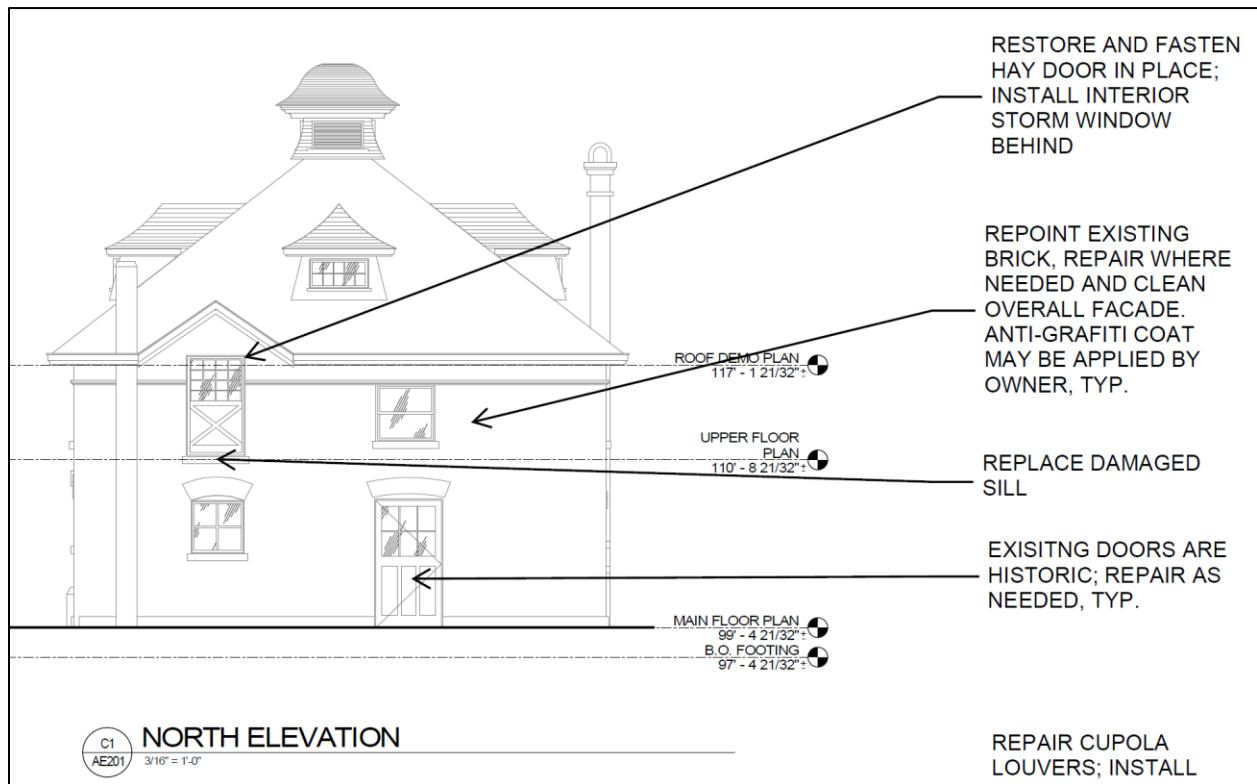 RESTORE AND FASTEN
HAY DOOR IN PLACE;
INSTALL INTERIOR
STORM WINDOW
BEHIND
REPOINT EXISTING
BRICK, REPAIR WHERE
NEEDED AND CLEAN
OVERALL FACADE.
ANTI-GRAFITI COAT
MAY BE APPLIED BY
OWNER, TYP.
ROOF DEMO PLAN
117' - 1 21/32"±
UPPER FLOOR
PLAN
110' - 8 21/32"±
REPLACE DAMAGED
SILL
EXISITNG DOORS ARE
HISTORIC; REPAIR AS
NEEDED, TYP.
MAIN FLOOR PLAN
99' - 4 21/32"±
B.O. FOOTING
97' - 4 21/32"±
C1
AE201
NORTH ELEVATION
3/16" = 1'-0"
REPAIR CUPOLA
LOUVERS; INSTALL